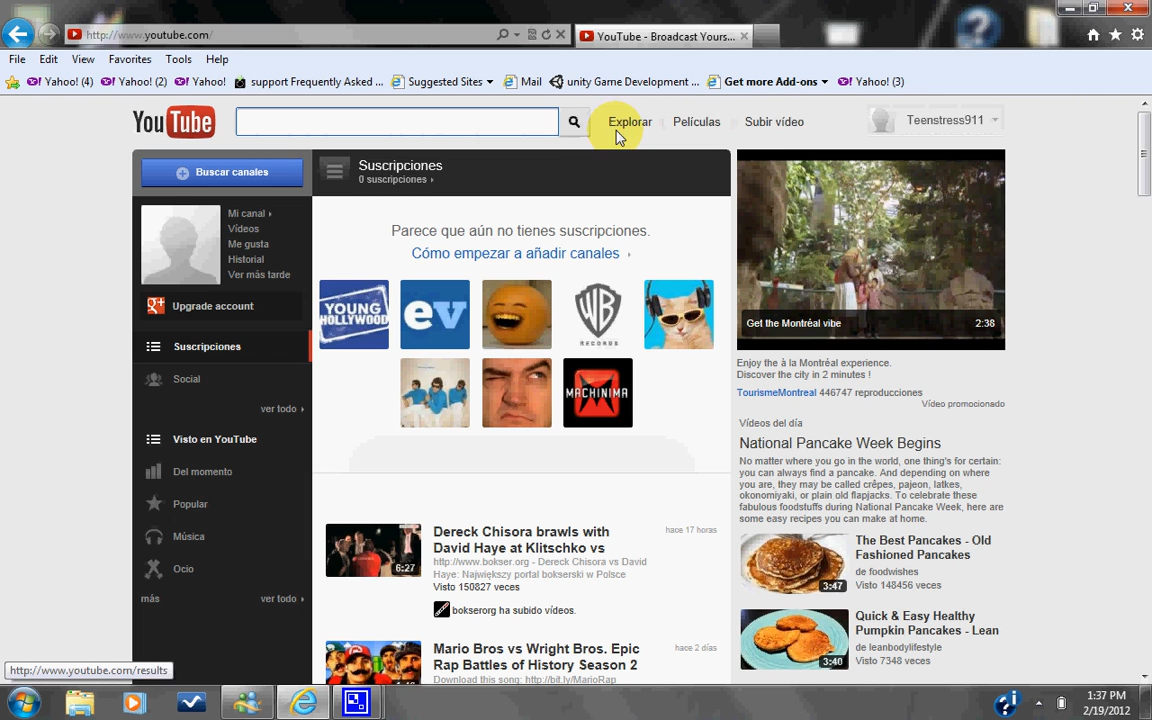 http://www.youtube.com/
YouTube - Broadcast Yours...
File Edit View Favorites Tools Help
Yahoo! (4) Yahoo! (2) Yahoo! support Frequently Asked ... Suggested Sites Mail unity Game Development ... Get more Add-ons Yahoo! (3)
YouTube
Explorar Películas Subir vídeo Teenstress911
Buscar canales
Mi canal
Vídeos
Me gusta
Historial
Ver más tarde
Upgrade account
Suscripciones
Social
ver todo
Visto en YouTube
Del momento
Popular
Música
Ocio
más ver todo
Suscripciones
0 suscripciones
Parece que aún no tienes suscripciones.
Cómo empezar a añadir canales
YOUNG
HOLLYWOOD
ev
WB
RECORDS
MACHINIMA
6:27
Dereck Chisora brawls with
David Haye at Klitschko vs
hace 17 horas
http://www.bokser.org - Dereck Chisora vs David
Haye: Największy portal bokserski w Polsce
Visto 150827 veces
bokserorg ha subido vídeos.
Mario Bros vs Wright Bros. Epic
Rap Battles of History Season 2
hace 2 días
Download this song: http://bit.ly/MarioRap
Get the Montréal vibe 2:38
Enjoy the à la Montréal experience.
Discover the city in 2 minutes !
TourismeMontreal 446747 reproducciones
Vídeo promocionado
Vídeos del día
National Pancake Week Begins
No matter where you go in the world, one thing's for certain:
you can always find a pancake. And depending on where
you are, they may be called crêpes, pajeon, latkes,
okonomiyaki, or plain old flapjacks. To celebrate these
fabulous foodstuffs during National Pancake Week, here are
some easy recipes you can make at home.
3:47
The Best Pancakes - Old
Fashioned Pancakes
de foodwishes
Visto 148456 veces
3:40
Quick & Easy Healthy
Pumpkin Pancakes - Lean
de leanbodylifestyle
Visto 7348 veces
http://www.youtube.com/results
1:37 PM
2/19/2012